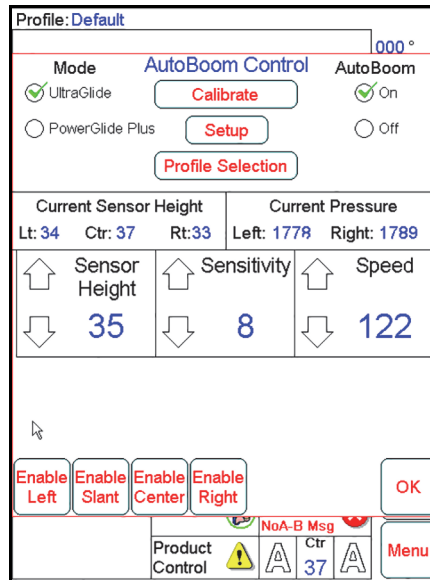 Profile: Default
000 °
Mode AutoBoom Control AutoBoom
UltraGlide Calibrate On
PowerGlide Plus Setup Off
Profile Selection
Current Sensor Height Current Pressure
Lt: 34 Ctr: 37 Rt:33 Left: 1778 Right: 1789
Sensor Height Sensitivity Speed
35 8 122
Enable Left Enable Slant Enable Center Enable Right OK
NoA-B Msg
Product Control A Ctr 37 A Menu